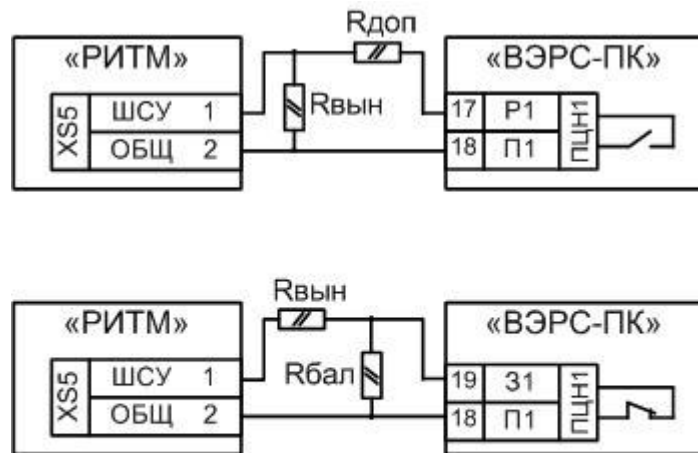 Rдоп
«РИТМ»
«ВЭРС-ПК»
XS5
ШСУ 1
ОБЩ 2
Rвын
17 Р1
18 П1
ПЦН1
Rвын
«РИТМ»
«ВЭРС-ПК»
XS5
ШСУ 1
ОБЩ 2
Rбал
19 З1
18 П1
ПЦН1